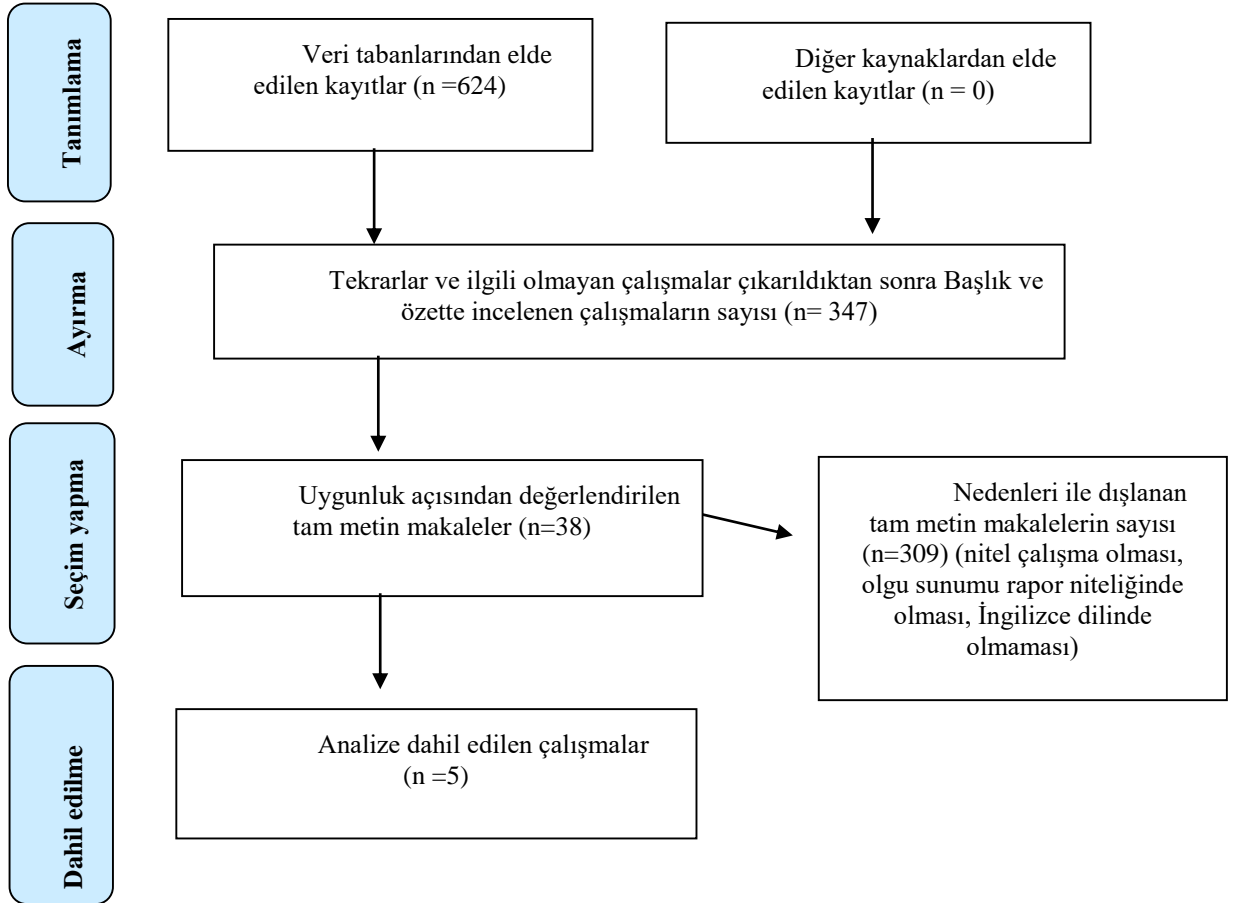 Tanımlama
Veri tabanlarından elde
edilen kayıtlar (n =624)
Diğer kaynaklardan elde
edilen kayıtlar (n = 0)
Ayırma
Tekrarlar ve ilgili olmayan çalışmalar çıkarıldıktan sonra Başlık ve
özette incelenen çalışmaların sayısı (n= 347)
Seçim yapma
Uygunluk açısından değerlendirilen
tam metin makaleler (n=38)
Nedenleri ile dışlanan
tam metin makalelerin sayısı
(n=309) (nitel çalışma olması,
olgu sunumu rapor niteliğinde
olması, İngilizce dilinde
olmaması)
Dahil edilme
Analize dahil edilen çalışmalar
(n =5)